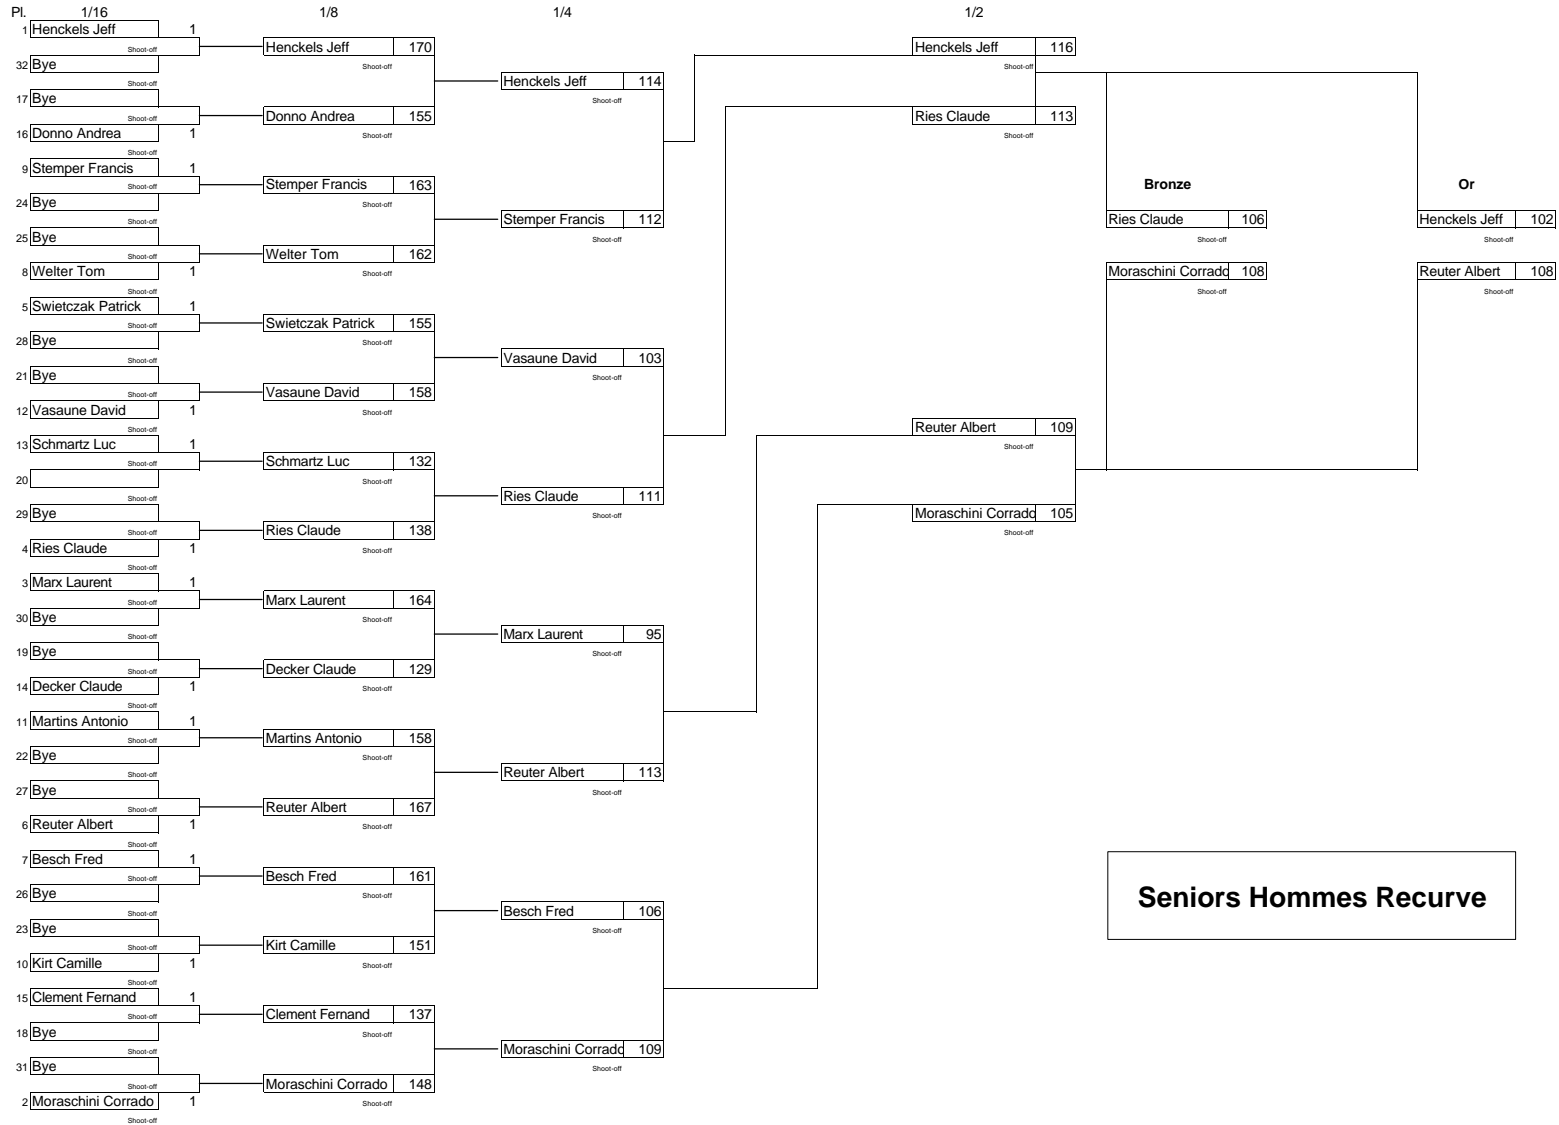 Pl. 1/16 1/8 1/4 1/2
1 Henckels Jeff 1
Shoot-off Henckels Jeff 170 Henckels Jeff 116
32 Bye Shoot-off Shoot-off
Shoot-off Henckels Jeff 114
17 Bye Shoot-off
Shoot-off Donno Andrea 155 Ries Claude 113
16 Donno Andrea 1 Shoot-off Shoot-off
Shoot-off
9 Stemper Francis 1
Shoot-off Stemper Francis 163 Bronze Or
24 Bye Shoot-off
Shoot-off Stemper Francis 112 Ries Claude 106 Henckels Jeff 102
25 Bye Shoot-off Shoot-off Shoot-off
Shoot-off Welter Tom 162
8 Welter Tom 1 Shoot-off Moraschini Corrado 108 Reuter Albert 108
Shoot-off Shoot-off Shoot-off
5 Swietczak Patrick 1
Shoot-off Swietczak Patrick 155
28 Bye Shoot-off
Shoot-off Vasaune David 103
21 Bye Shoot-off
Shoot-off Vasaune David 158
12 Vasaune David 1 Shoot-off
Shoot-off Reuter Albert 109
13 Schmartz Luc 1 Shoot-off
Shoot-off Schmartz Luc 132
20 Shoot-off
Shoot-off Ries Claude 111
29 Bye Shoot-off Moraschini Corrado 105
Shoot-off Ries Claude 138 Shoot-off
4 Ries Claude 1 Shoot-off
Shoot-off
3 Marx Laurent 1
Shoot-off Marx Laurent 164
30 Bye Shoot-off
Shoot-off Marx Laurent 95
19 Bye Shoot-off
Shoot-off Decker Claude 129
14 Decker Claude 1 Shoot-off
Shoot-off
11 Martins Antonio 1
Shoot-off Martins Antonio 158
22 Bye Shoot-off
Shoot-off Reuter Albert 113
27 Bye Shoot-off
Shoot-off Reuter Albert 167
6 Reuter Albert 1 Shoot-off
Shoot-off
7 Besch Fred 1
Shoot-off Besch Fred 161
26 Bye Shoot-off Seniors Hommes Recurve
Shoot-off Besch Fred 106
23 Bye Shoot-off
Shoot-off Kirt Camille 151
10 Kirt Camille 1 Shoot-off
Shoot-off
15 Clement Fernand 1
Shoot-off Clement Fernand 137
18 Bye Shoot-off
Shoot-off Moraschini Corrado 109
31 Bye Shoot-off
Shoot-off Moraschini Corrado 148
2 Moraschini Corrado 1 Shoot-off
Shoot-off